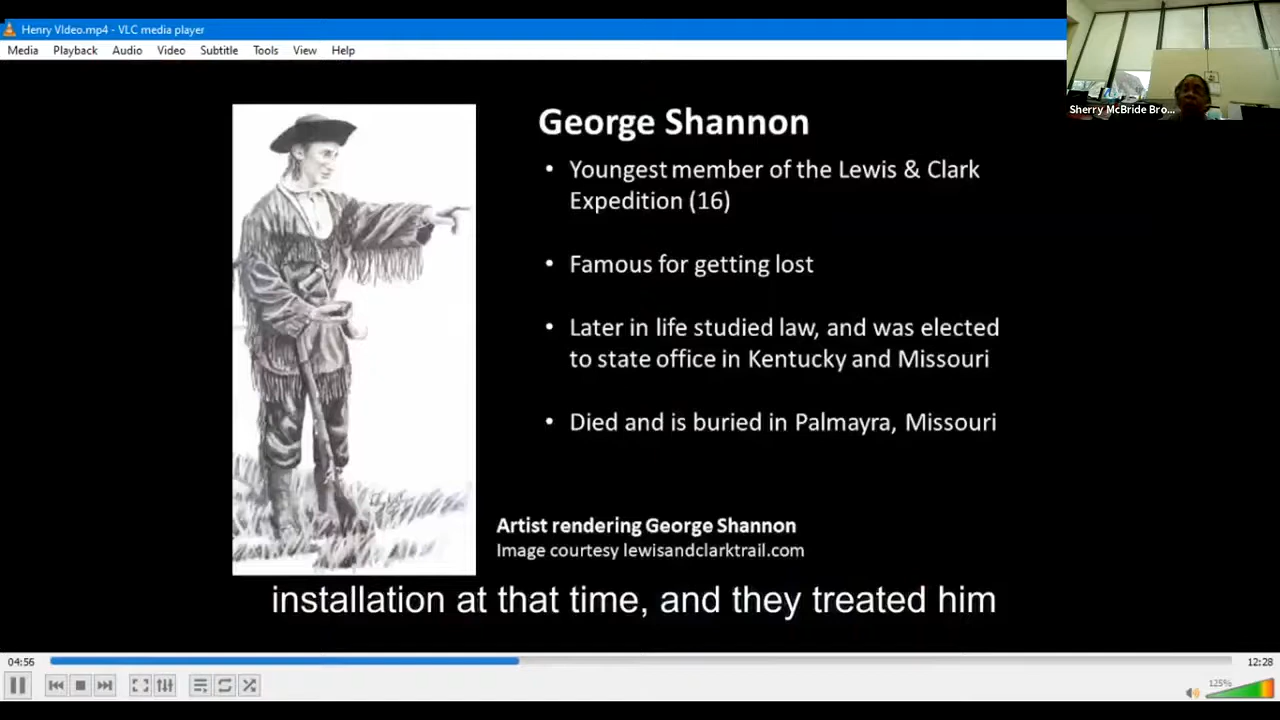 Henry VIdeo.mp4 - VLC media player
Media Playback Audio Video Subtitle Tools View Help
Sherry McBride Bro...
George Shannon
• Youngest member of the Lewis & Clark
Expedition (16)
• Famous for getting lost
• Later in life studied law, and was elected
to state office in Kentucky and Missouri
• Died and is buried in Palmayra, Missouri
Artist rendering George Shannon
Image courtesy lewisandclarktrail.com
installation at that time, and they treated him
04:56
12:28
125%